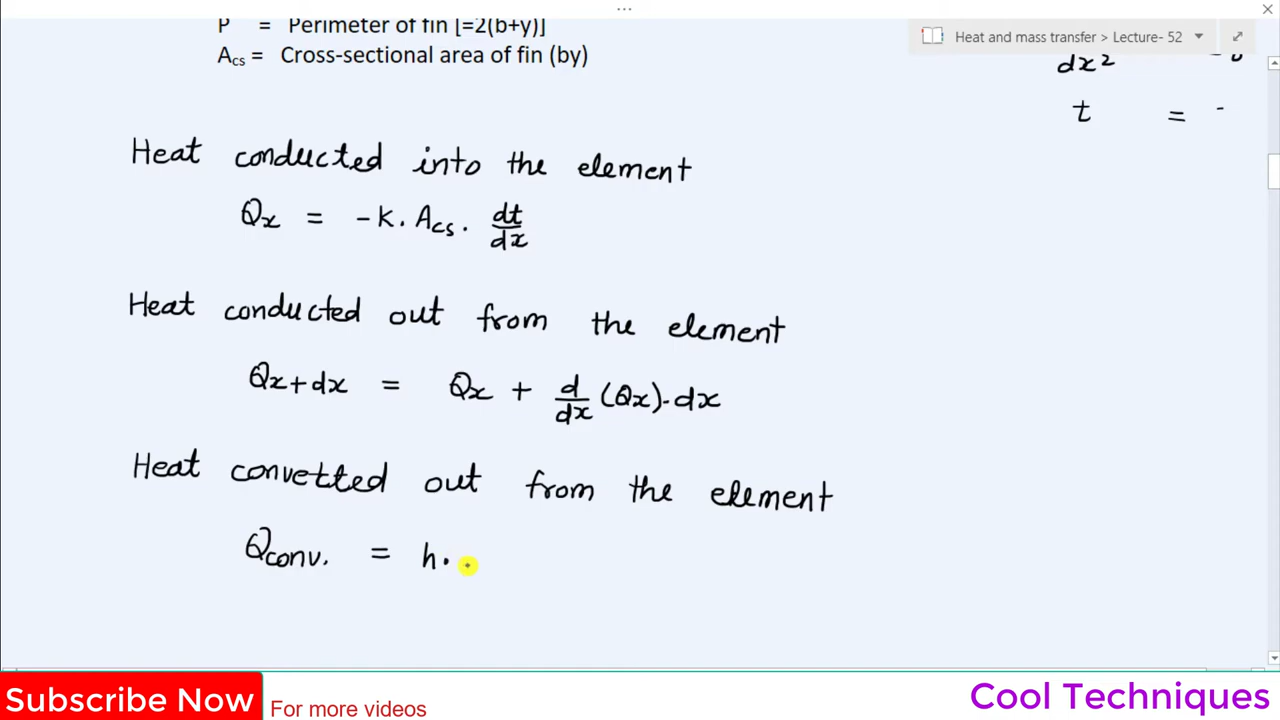 P = Perimeter of fin [=2(b+y)]
Acs = Cross-sectional area of fin (by)
Heat and mass transfer > Lecture- 52
dx²
t =
Heat conducted into the element
Qx = -K. Acs. dt/dx
Heat conducted out from the element
Qx+dx = Qx + d/dx (Qx).dx
Heat convetted out from the element
Qconv. = h.
Subscribe Now
For more videos
Cool Techniques